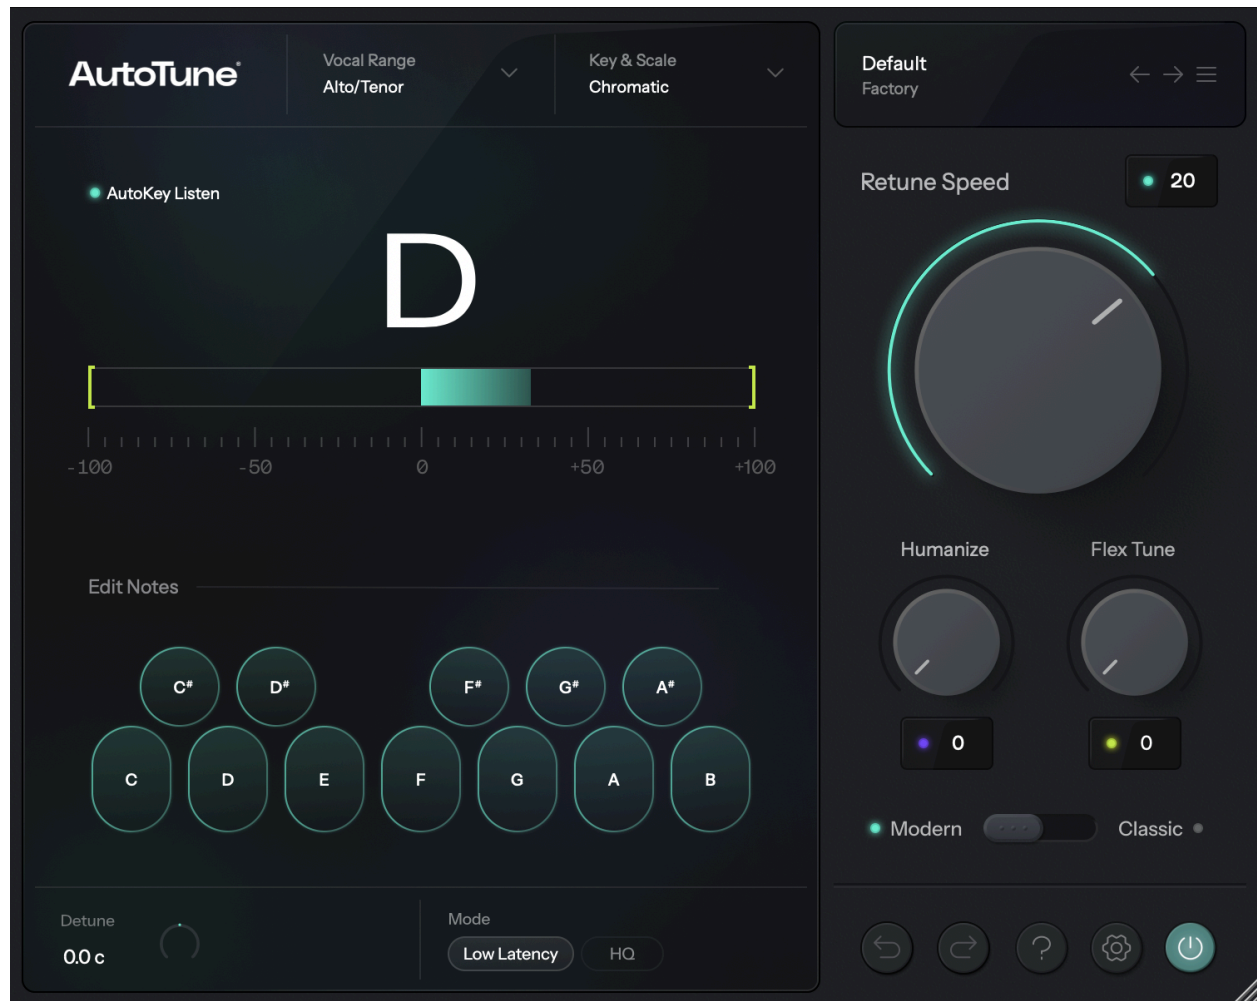 AutoTune®
Vocal Range
Alto/Tenor
Key & Scale
Chromatic
Default
Factory
AutoKey Listen
D
-100 -50 0 +50 +100
Retune Speed
20
Humanize
Flex Tune
0
0
Edit Notes
C# D# F# G# A#
C D E F G A B
Modern
Classic
Detune
0.0 c
Mode
Low Latency
HQ
?